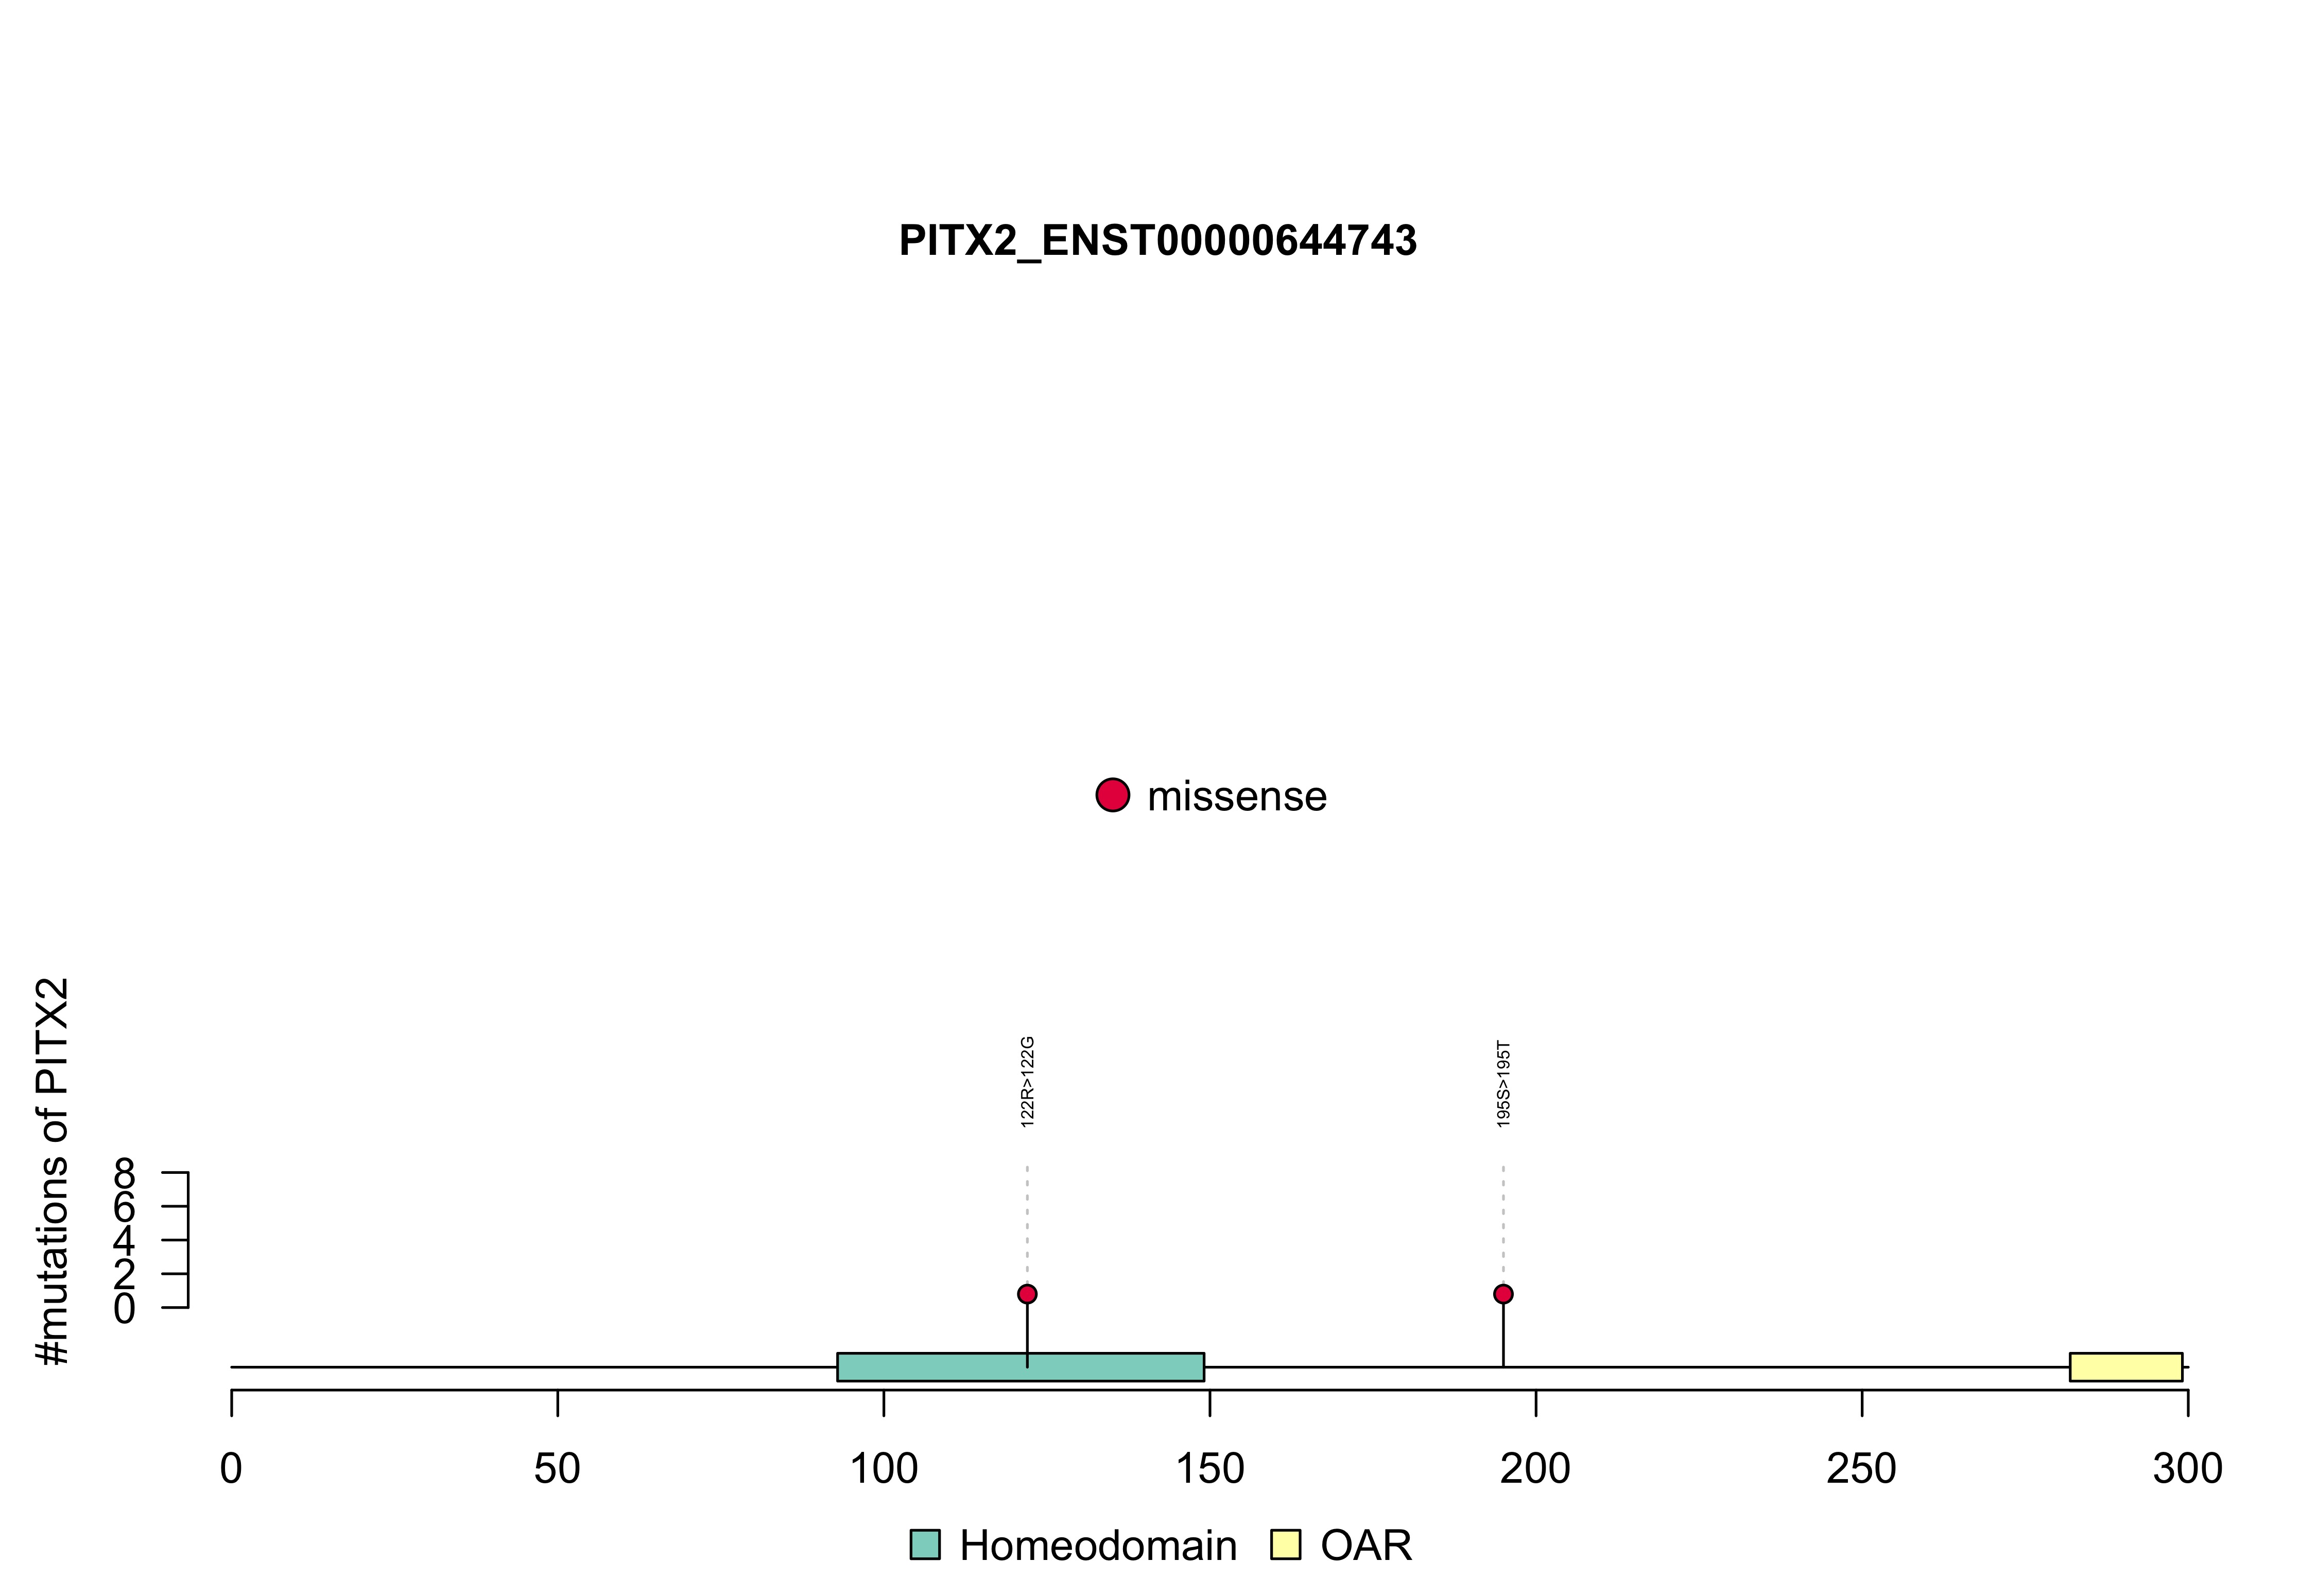 PITX2_ENST00000644743
missense
#mutations of PITX2
122R>122G
195S>195T
8
6
4
2
0
0 50 100 150 200 250 300
Homeodomain OAR